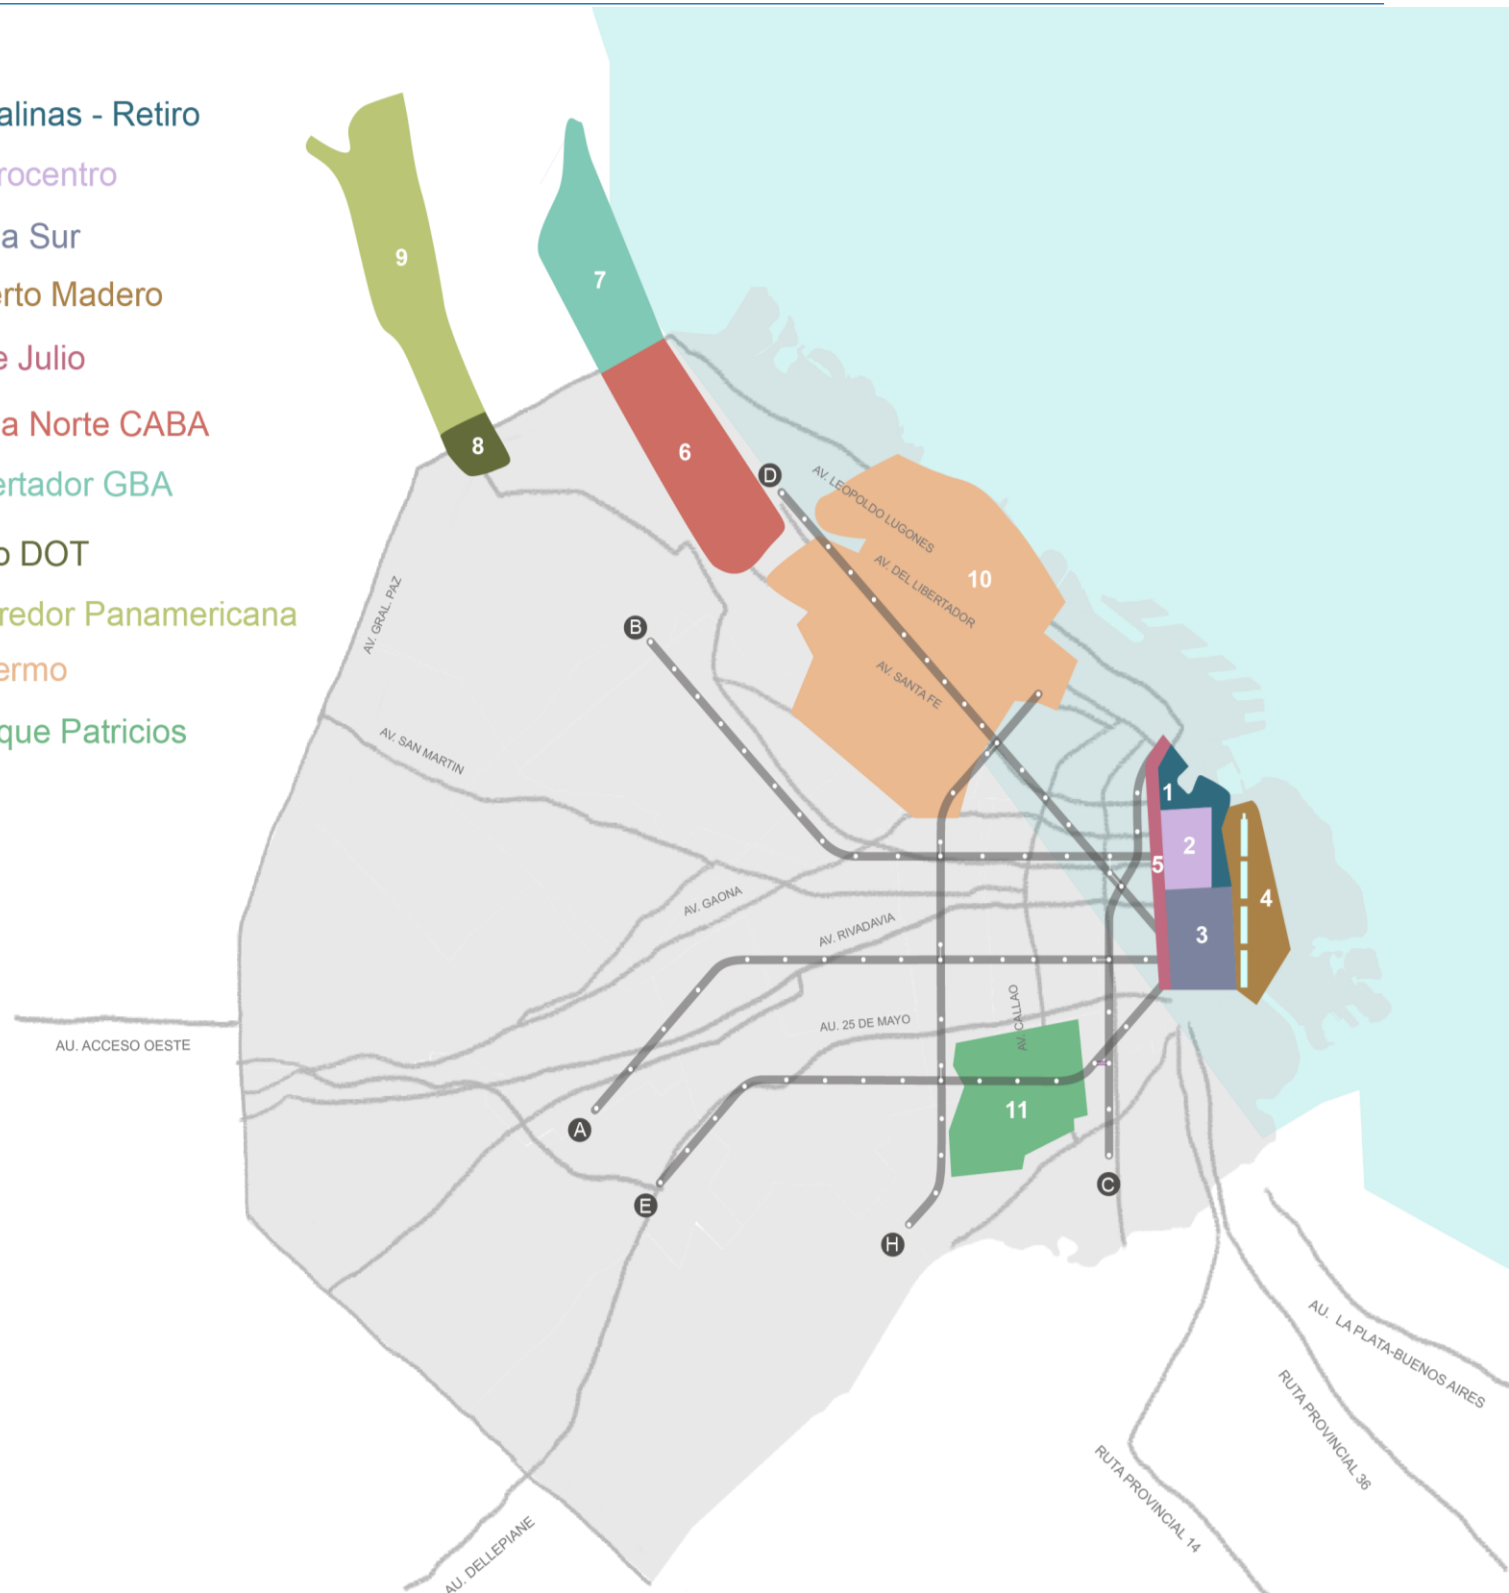 alinas - Retiro
rocentro
a Sur
erto Madero
e Julio
a Norte CABA
ertador GBA
o DOT
redor Panamericana
ermo
que Patricios
9
7
8
6
D
AV. LEOPOLDO LUGONES
10
AV. DEL LIBERTADOR
AV. GRAL. PAZ
B
AV. SANTA FE
AV. SAN MARTIN
1
2
5
4
AV. GAONA
3
AV. RIVADAVIA
AV. CALLAO
AU. 25 DE MAYO
AU. ACCESO OESTE
11
A
E
C
H
AU. LA PLATA-BUENOS AIRES
RUTA PROVINCIAL 36
RUTA PROVINCIAL 14
AU. DELLEPIANE